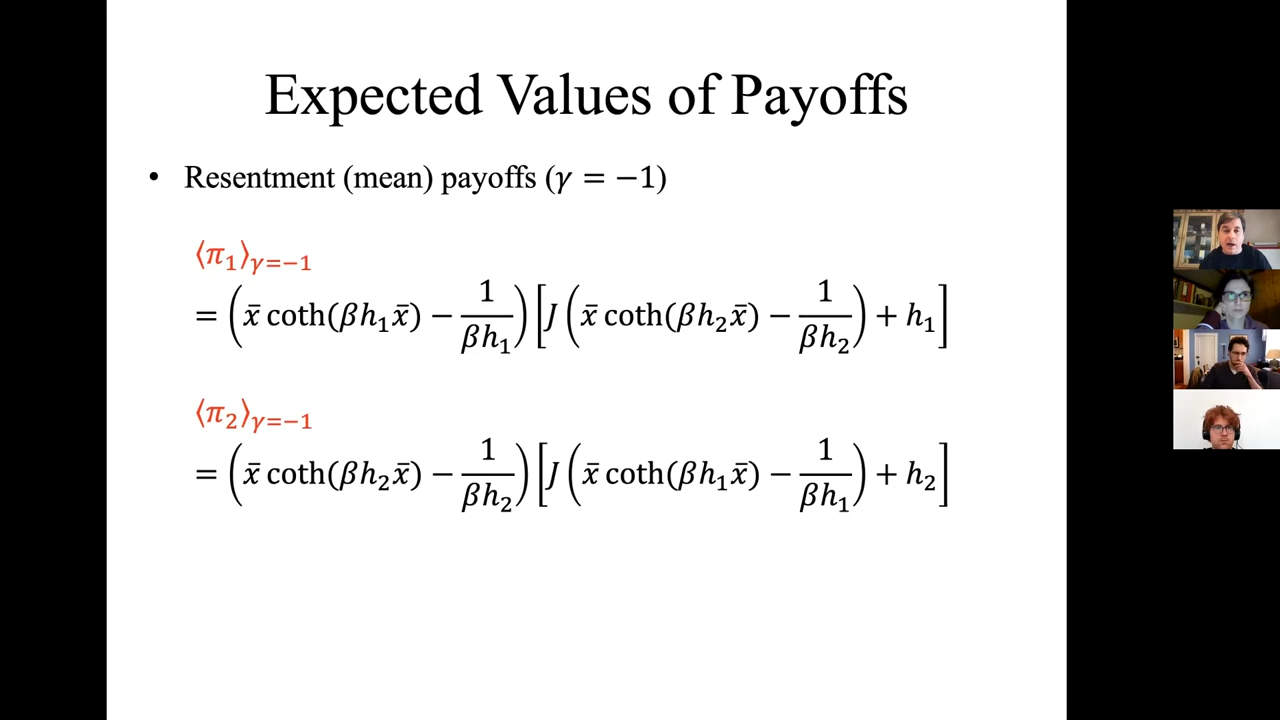 Expected Values of Payoffs
• Resentment (mean) payoffs (γ = −1)
⟨π₁⟩γ=−1
= (x̄ coth(βh₁x̄) − 1/(βh₁)) [J (x̄ coth(βh₂x̄) − 1/(βh₂)) + h₁]
⟨π₂⟩γ=−1
= (x̄ coth(βh₂x̄) − 1/(βh₂)) [J (x̄ coth(βh₁x̄) − 1/(βh₁)) + h₂]